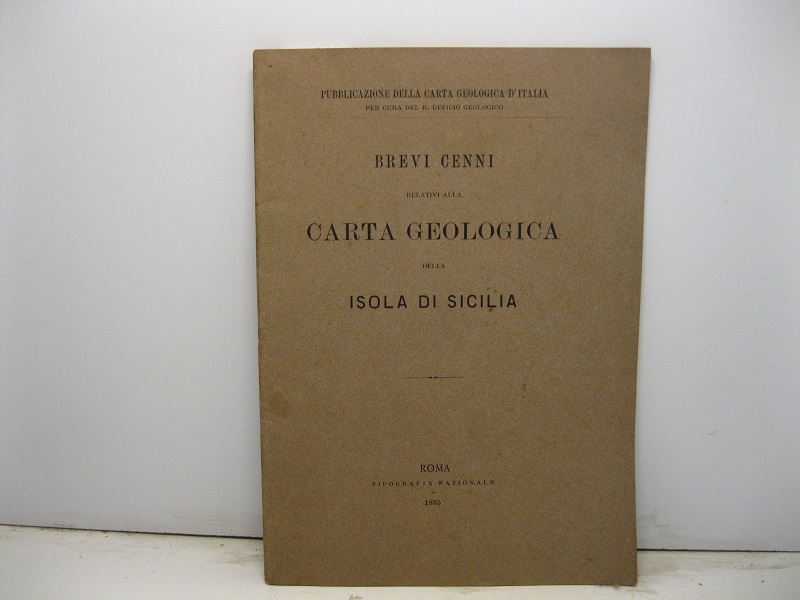 PUBBLICAZIONE DELLA CARTA GEOLOGICA D'ITALIA
PER CURA DEL R. UFFICIO GEOLOGICO
BREVI CENNI
RELATIVI ALLA
CARTA GEOLOGICA
DELLA
ISOLA DI SICILIA
ROMA
TIPOGRAFIA NAZIONALE
1885